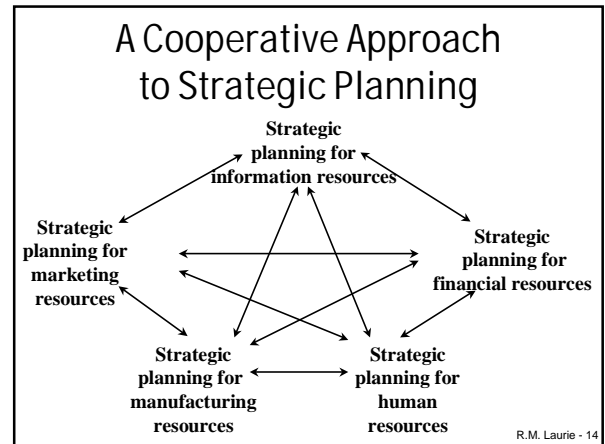 A Cooperative Approach
to Strategic Planning
Strategic
planning for
information resources
Strategic
planning for
marketing
resources
Strategic
planning for
financial resources
Strategic
planning for
manufacturing
resources
Strategic
planning for
human
resources
R.M. Laurie - 14